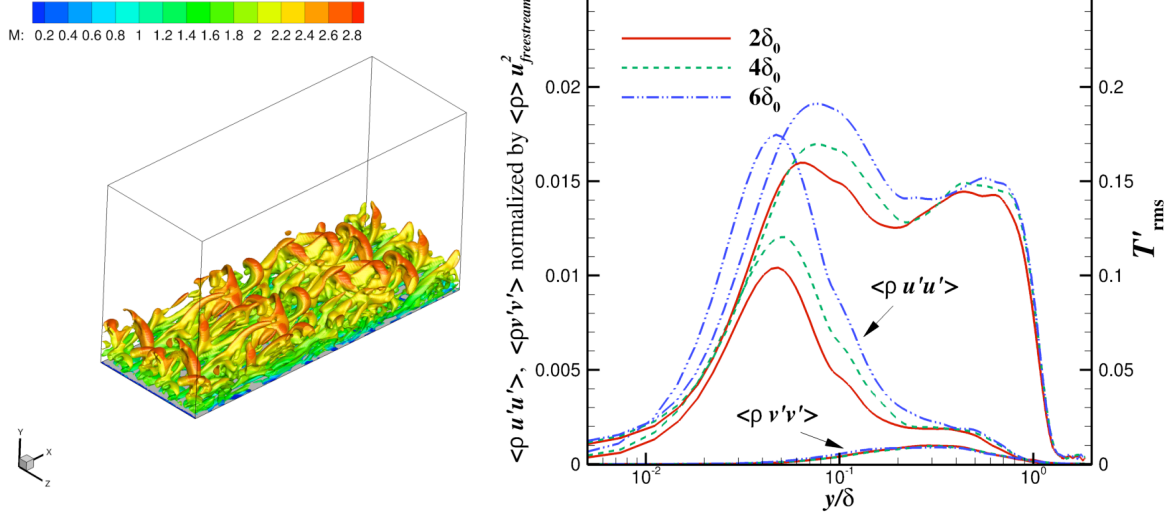 M: 0.2 0.4 0.6 0.8 1 1.2 1.4 1.6 1.8 2 2.2 2.4 2.6 2.8
Y
X
Z
<ρ u'u'>, <ρv'v'> normalized by <ρ> u²freestream
0.02
0.015
0.01
0.005
0
2δ₀
4δ₀
6δ₀
<ρ u'u'>
<ρ v'v'>
0.2
0.15
0.1
0.05
0
T'rms
10⁻² 10⁻¹ 10⁰
y/δ